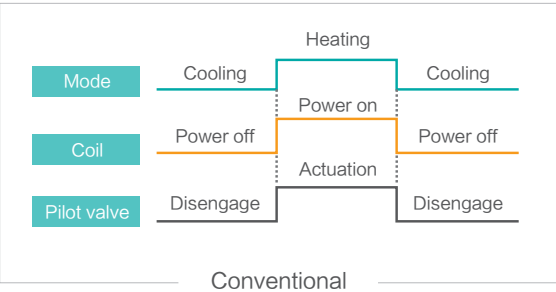 Heating
Mode Cooling Cooling
Power on
Coil Power off Power off
Actuation
Pilot valve Disengage Disengage
Conventional